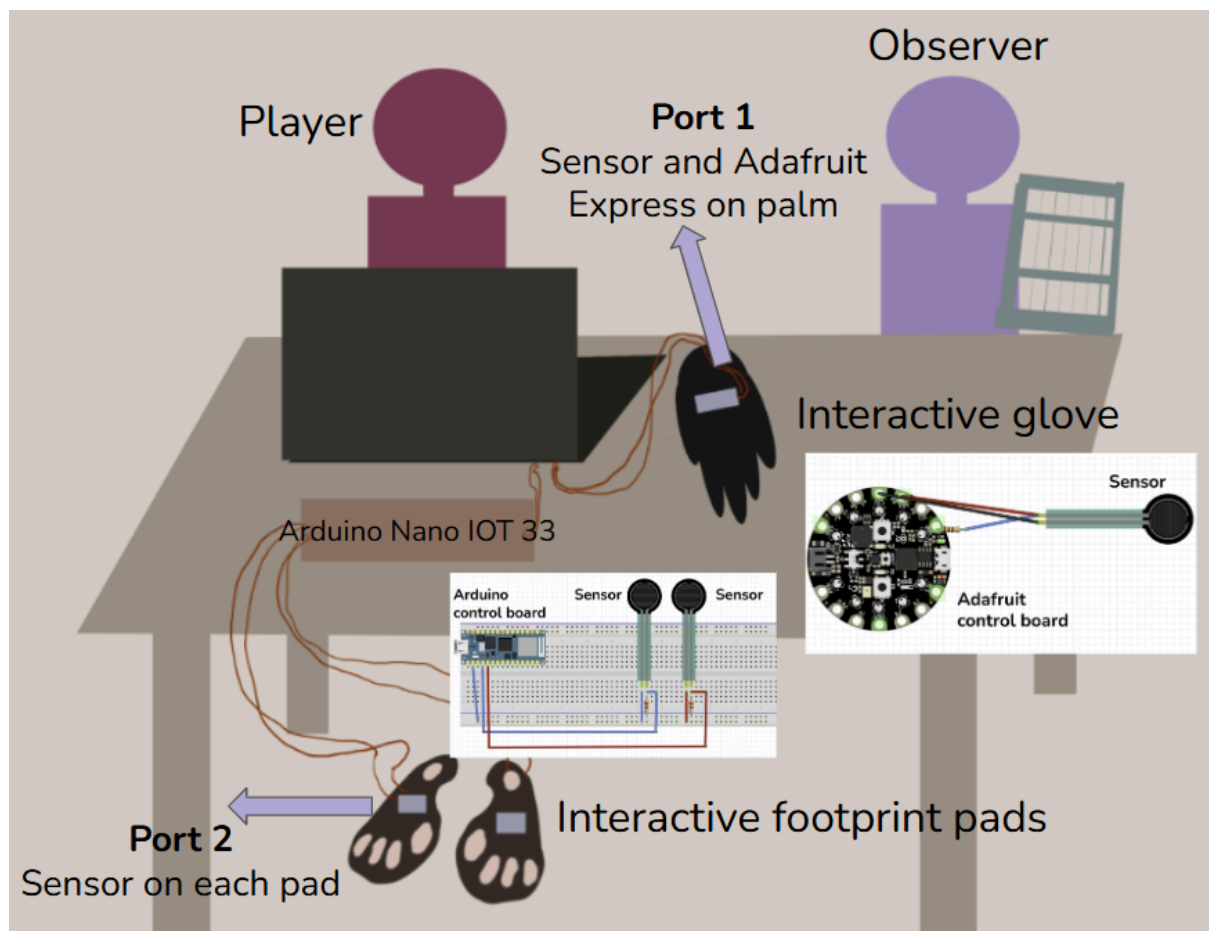 Observer
Player
Port 1
Sensor and Adafruit
Express on palm
Interactive glove
Sensor
Adafruit
control board
Arduino Nano IOT 33
Arduino
control board
Sensor
Sensor
Interactive footprint pads
Port 2
Sensor on each pad